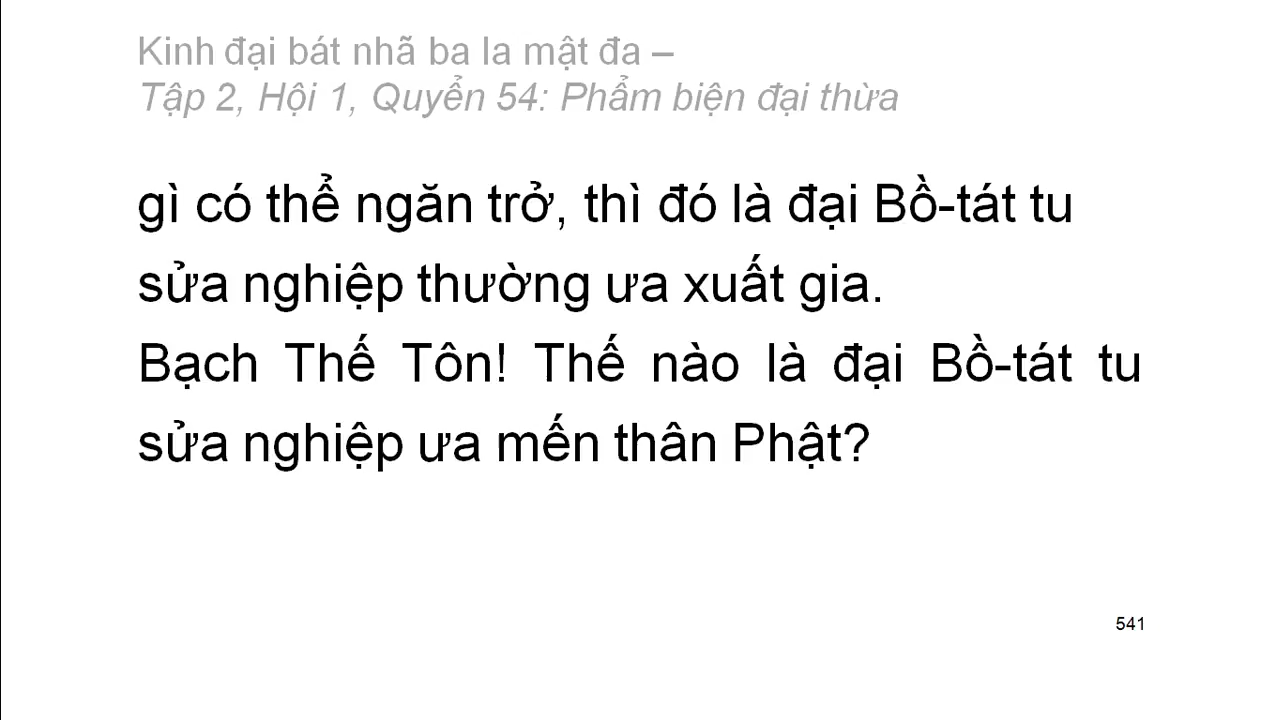 Kinh đại bát nhã ba la mật đa –
Tập 2, Hội 1, Quyển 54: Phẩm biện đại thừa
gì có thể ngăn trở, thì đó là đại Bồ-tát tu
sửa nghiệp thường ưa xuất gia.
Bạch Thế Tôn! Thế nào là đại Bồ-tát tu
sửa nghiệp ưa mến thân Phật?
541